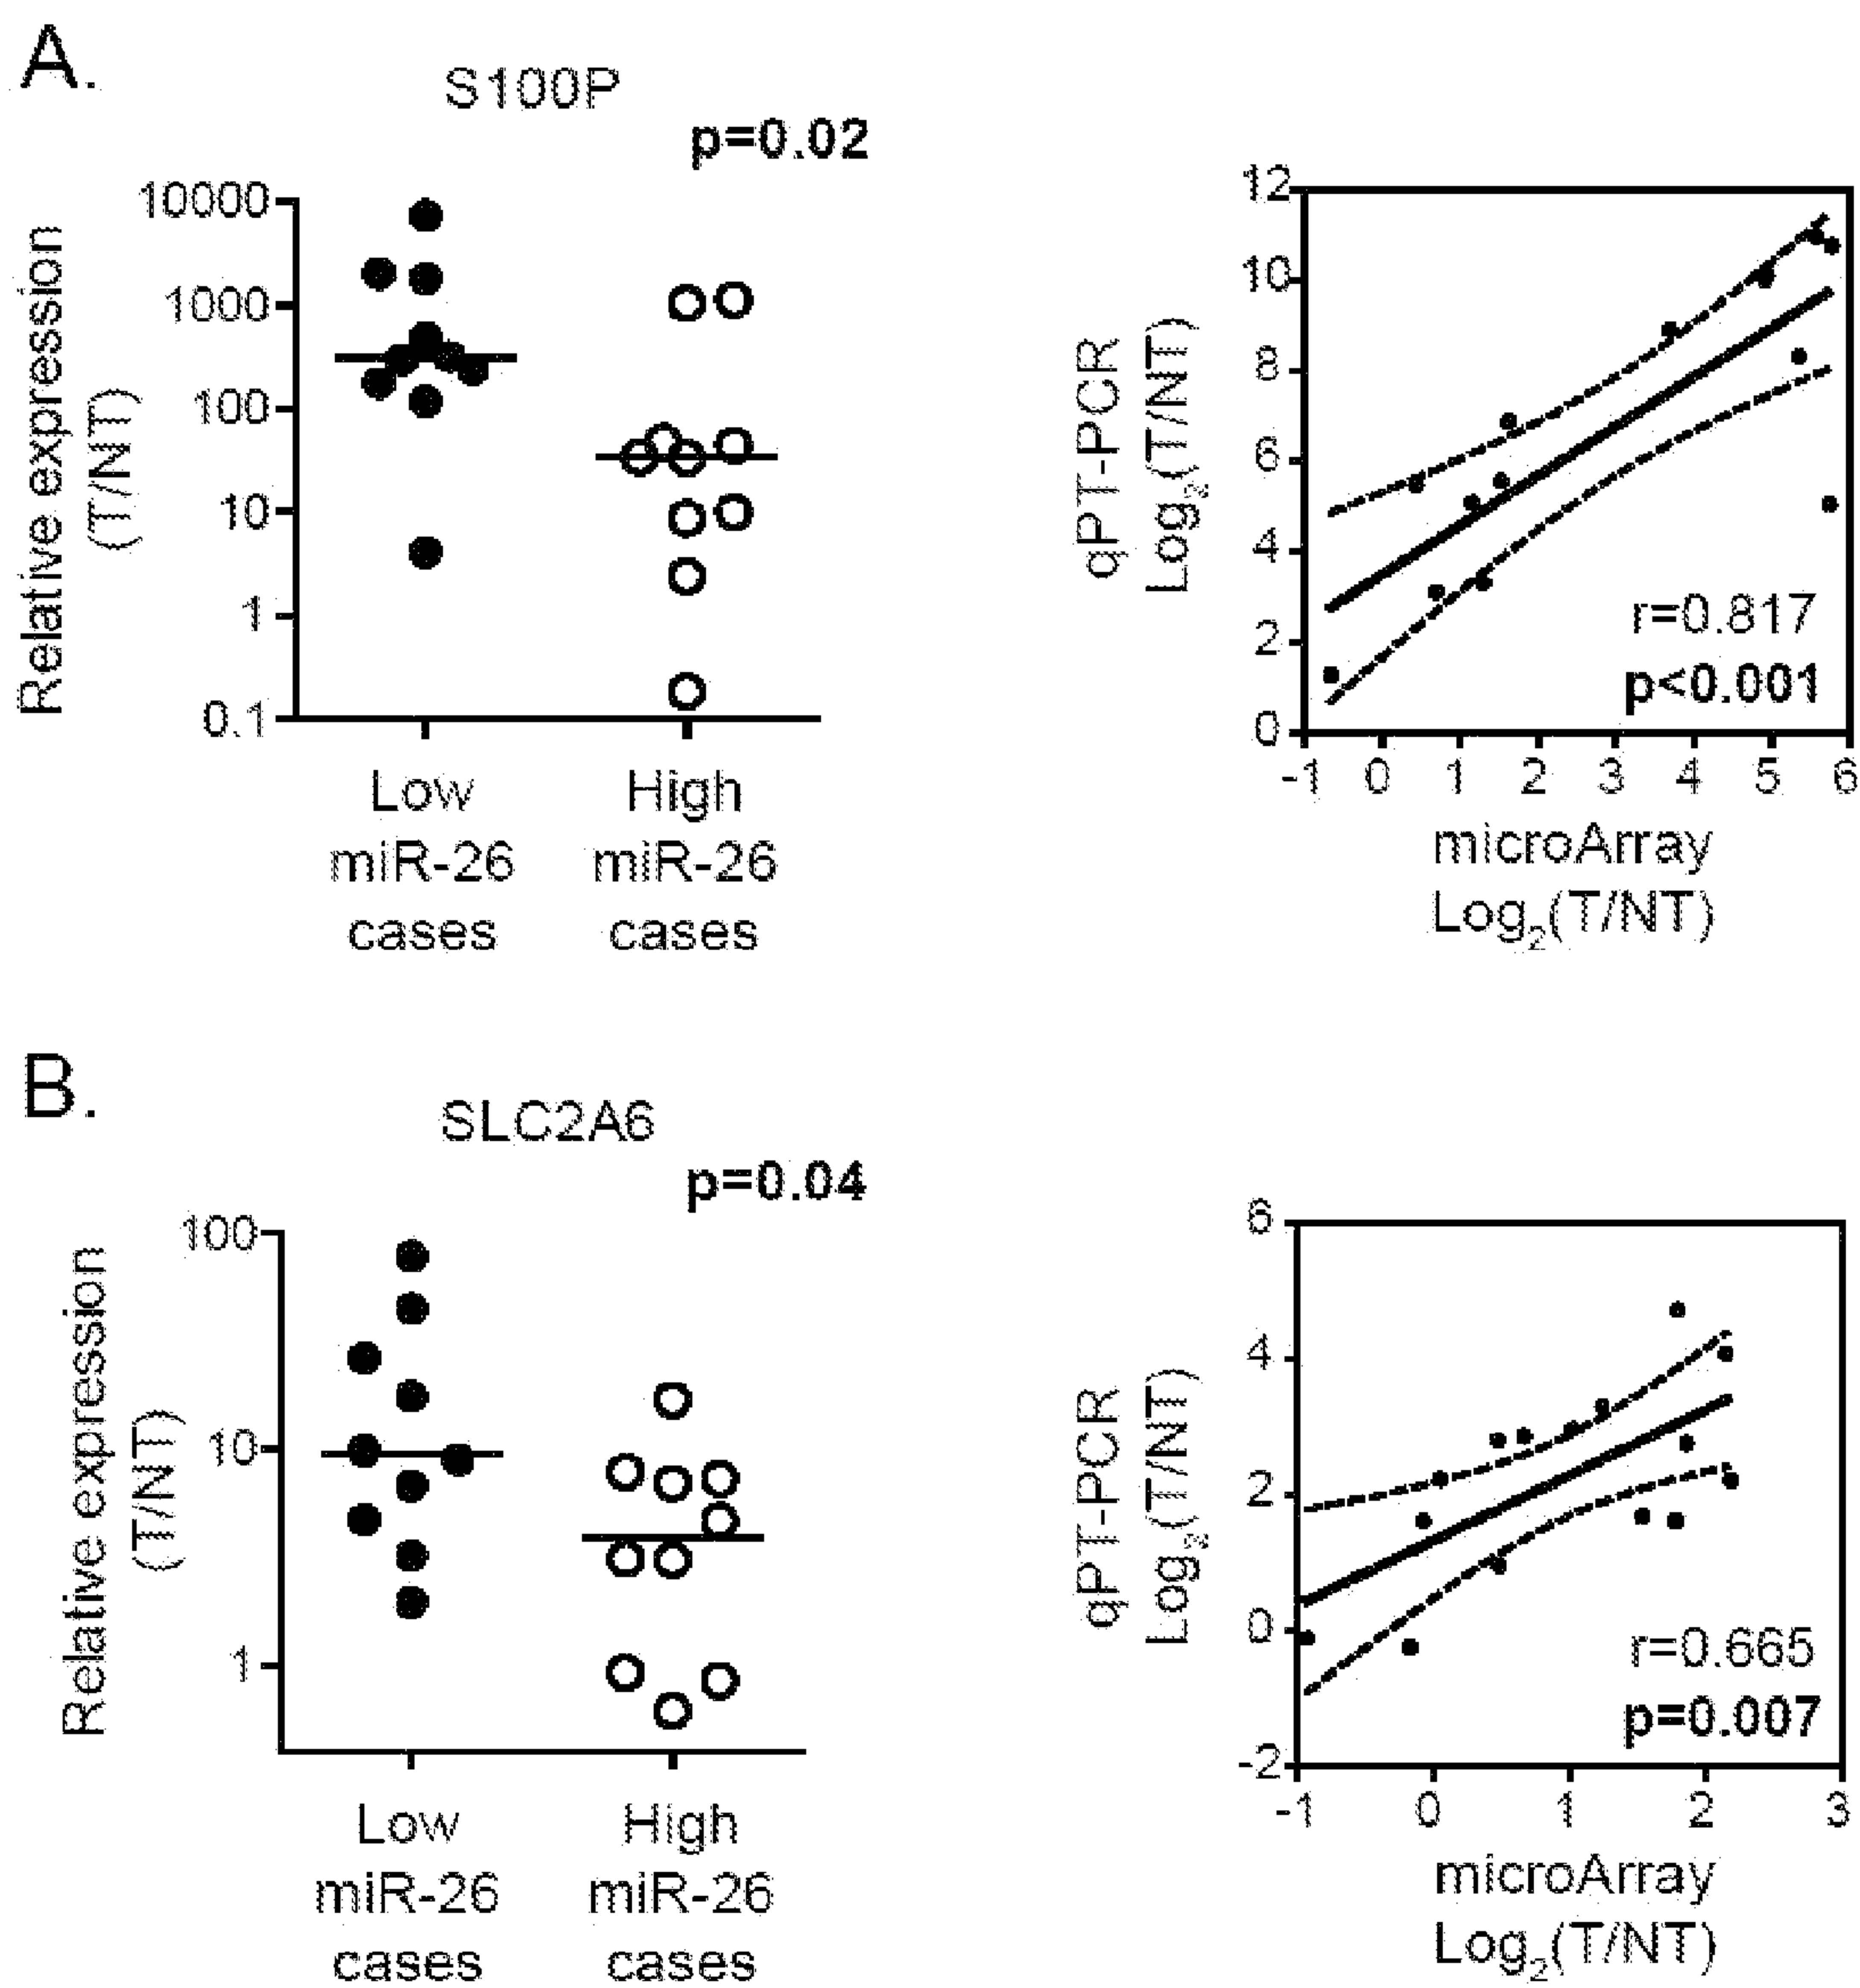 A.
S100P
p=0.02
Relative expression
(T/NT)
10000
1000
100
10
1
0.1
Low
miR-26
cases
High
miR-26
cases
qPT-PCR
Log₂(T/NT)
12
10
8
6
4
2
0
r=0.817
p<0.001
-1 0 1 2 3 4 5 6
microArray
Log₂(T/NT)
B.
SLC2A6
p=0.04
Relative expression
(T/NT)
100
10
1
Low
miR-26
cases
High
miR-26
cases
qPT-PCR
Log₂(T/NT)
6
4
2
0
-2
r=0.665
p=0.007
-1 0 1 2 3
microArray
Log₂(T/NT)